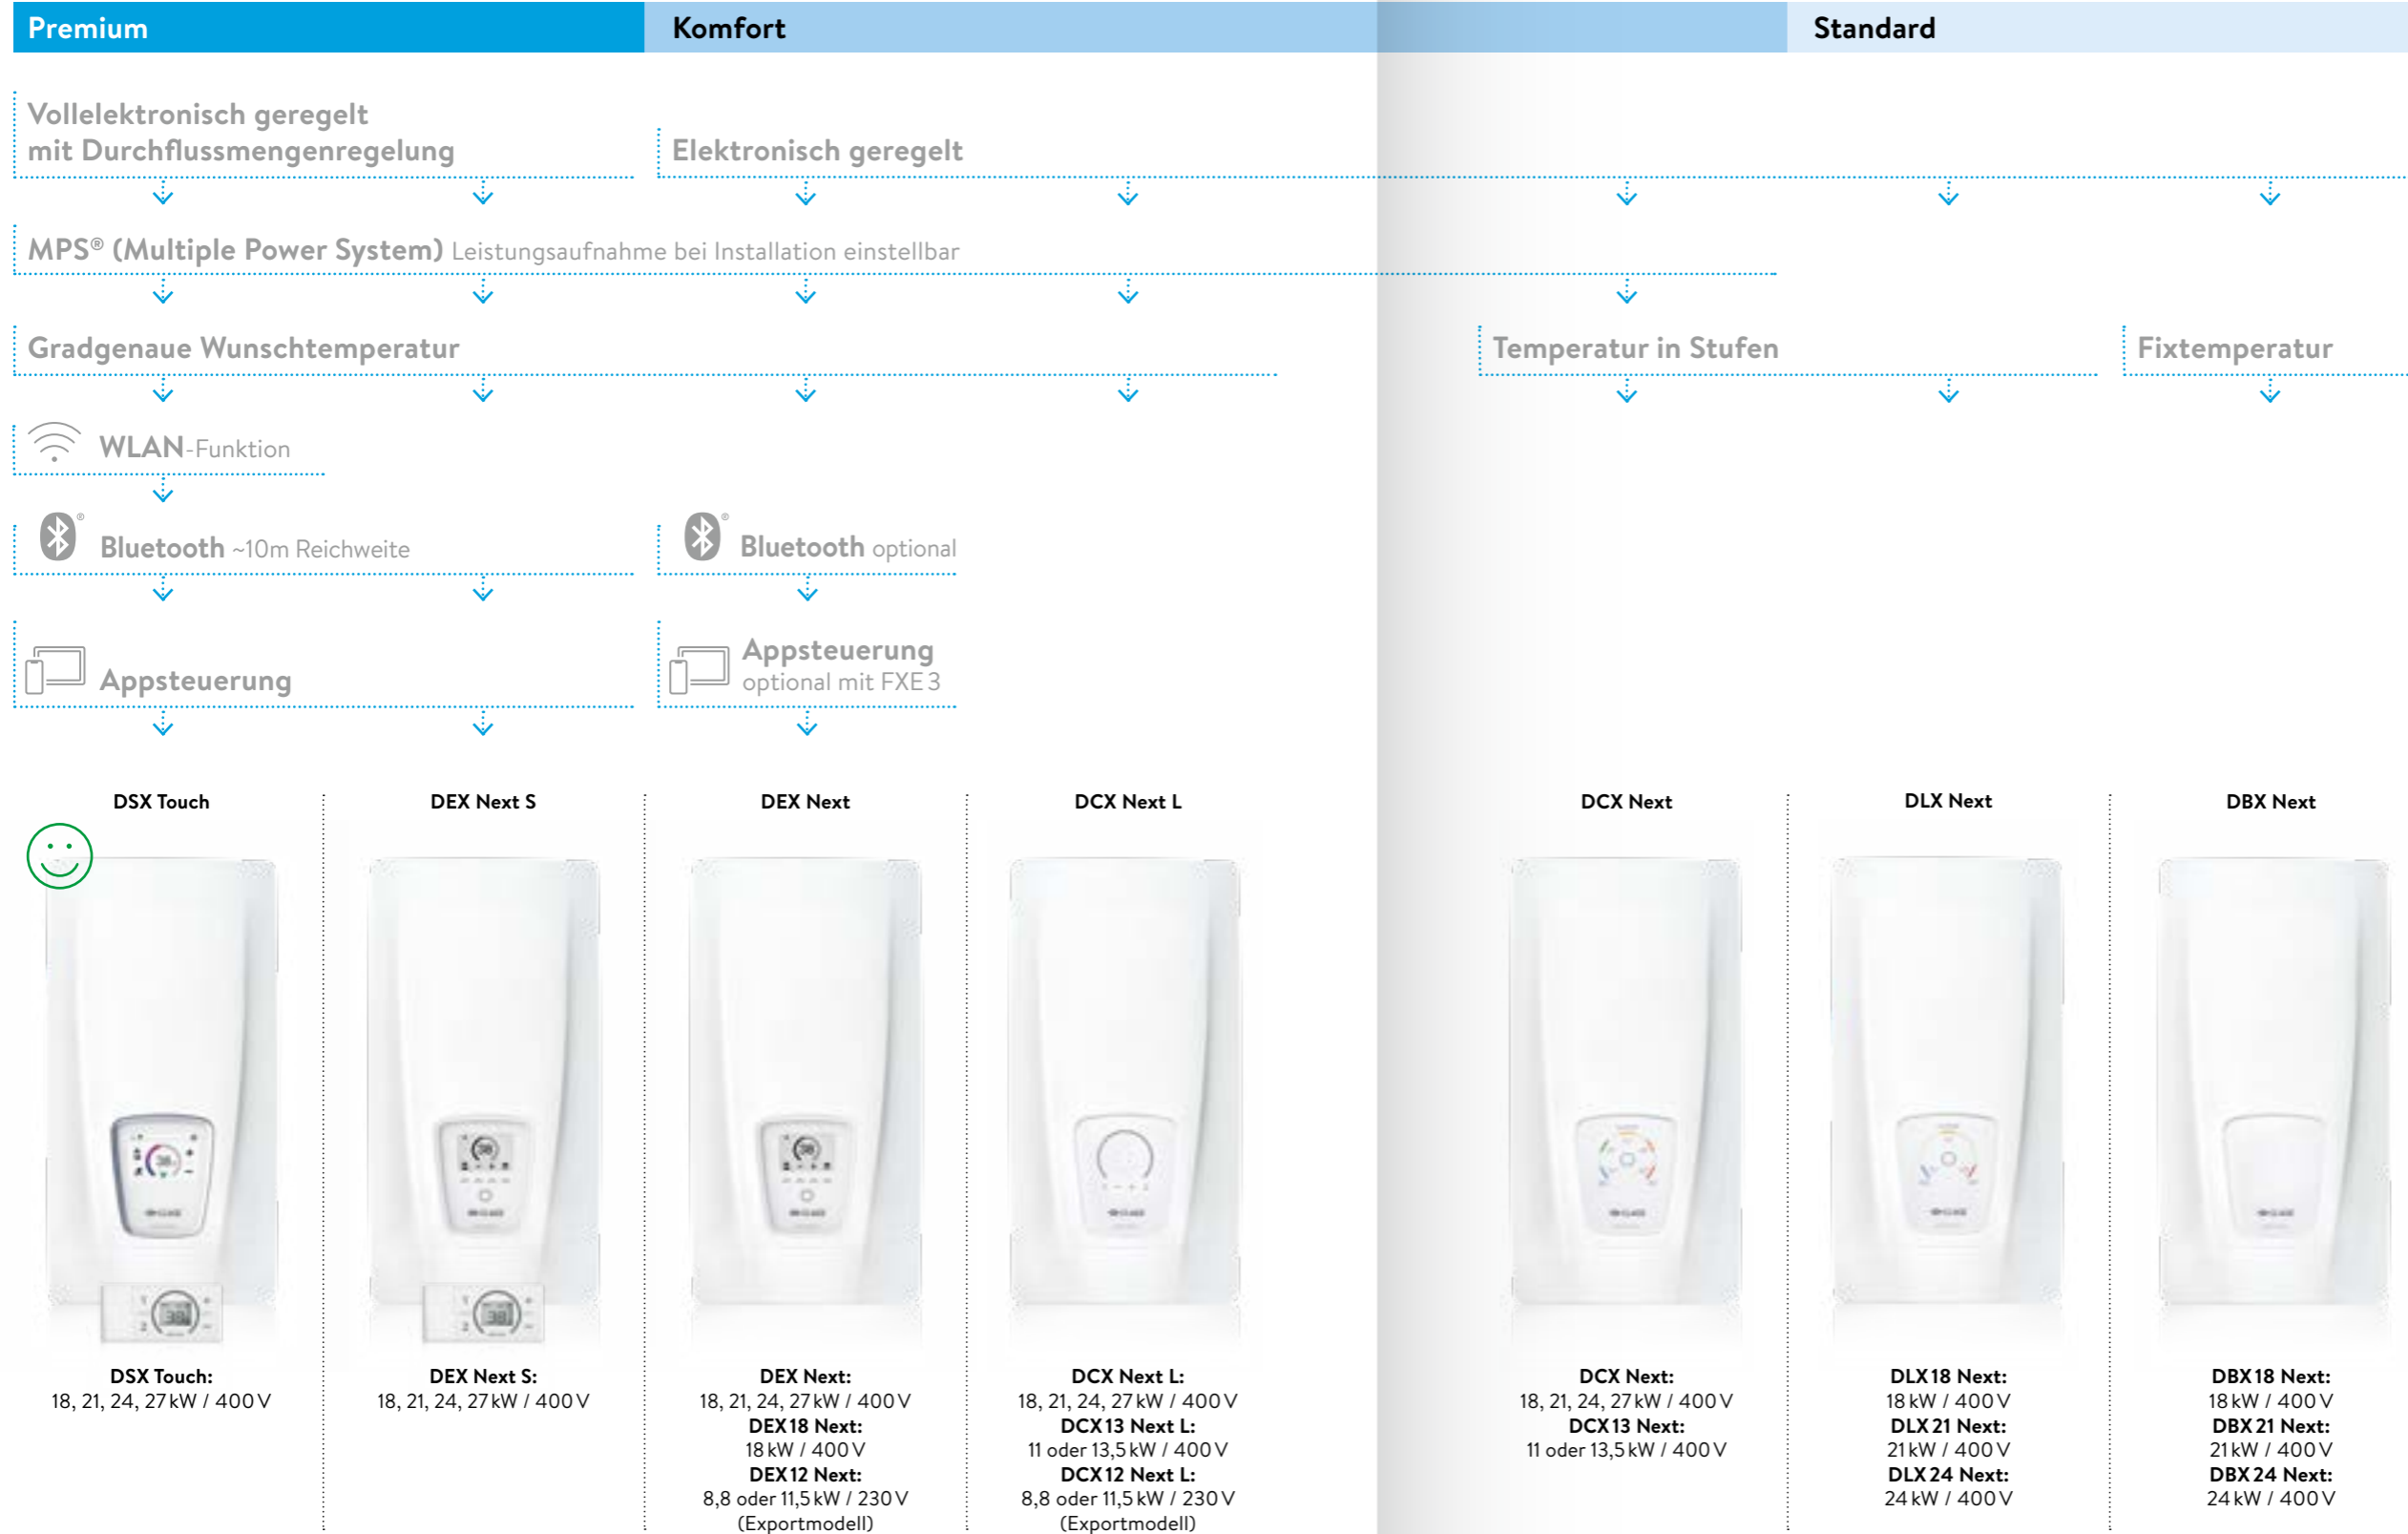 Premium
Komfort
Standard
Vollelektronisch geregelt
mit Durchflussmengenregelung
Elektronisch geregelt
MPS® (Multiple Power System) Leistungsaufnahme bei Installation einstellbar
Gradgenaue Wunschtemperatur
Temperatur in Stufen
Fixtemperatur
WLAN-Funktion
Bluetooth ~10m Reichweite
Bluetooth optional
Appsteuerung
Appsteuerung
optional mit FXE 3
DSX Touch
DEX Next S
DEX Next
DCX Next L
DCX Next
DLX Next
DBX Next
DSX Touch:
18, 21, 24, 27 kW / 400 V
DEX Next S:
18, 21, 24, 27 kW / 400 V
DEX Next:
18, 21, 24, 27 kW / 400 V
DEX 18 Next:
18 kW / 400 V
DEX 12 Next:
8,8 oder 11,5 kW / 230 V
(Exportmodell)
DCX Next L:
18, 21, 24, 27 kW / 400 V
DCX 13 Next L:
11 oder 13,5 kW / 400 V
DCX 12 Next L:
8,8 oder 11,5 kW / 230 V
(Exportmodell)
DCX Next:
18, 21, 24, 27 kW / 400 V
DCX 13 Next:
11 oder 13,5 kW / 400 V
DLX 18 Next:
18 kW / 400 V
DLX 21 Next:
21 kW / 400 V
DLX 24 Next:
24 kW / 400 V
DBX 18 Next:
18 kW / 400 V
DBX 21 Next:
21 kW / 400 V
DBX 24 Next:
24 kW / 400 V